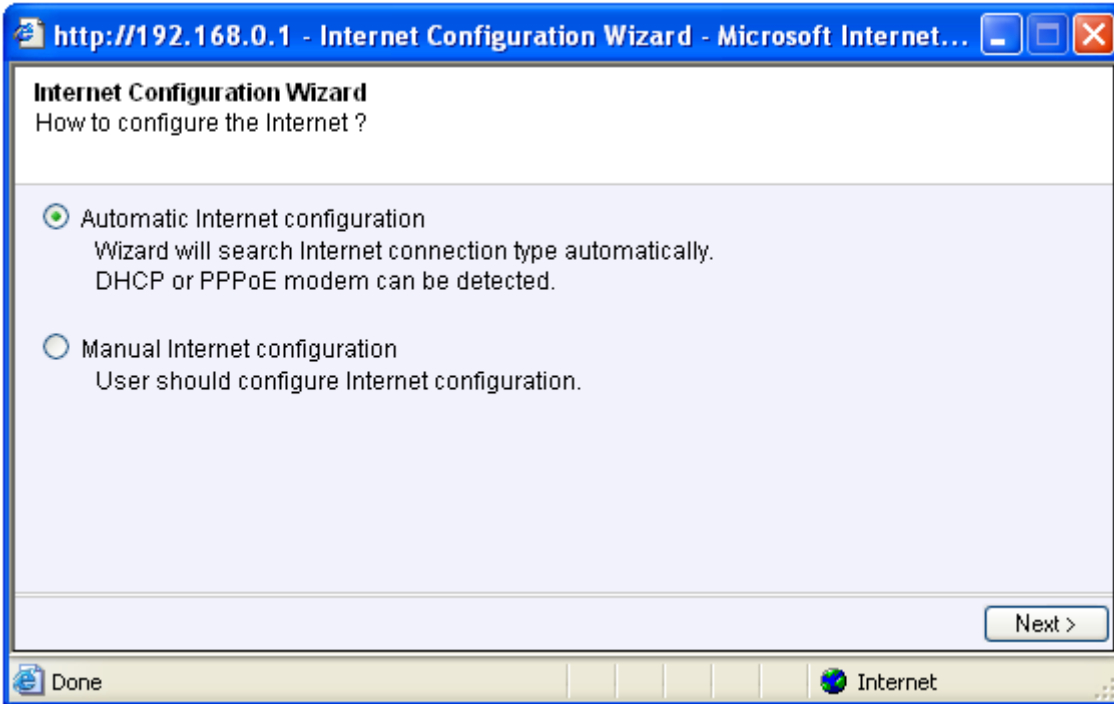 http://192.168.0.1 - Internet Configuration Wizard - Microsoft Internet...
Internet Configuration Wizard
How to configure the Internet ?
Automatic Internet configuration
Wizard will search Internet connection type automatically.
DHCP or PPPoE modem can be detected.
Manual Internet configuration
User should configure Internet configuration.
Next >
Done
Internet